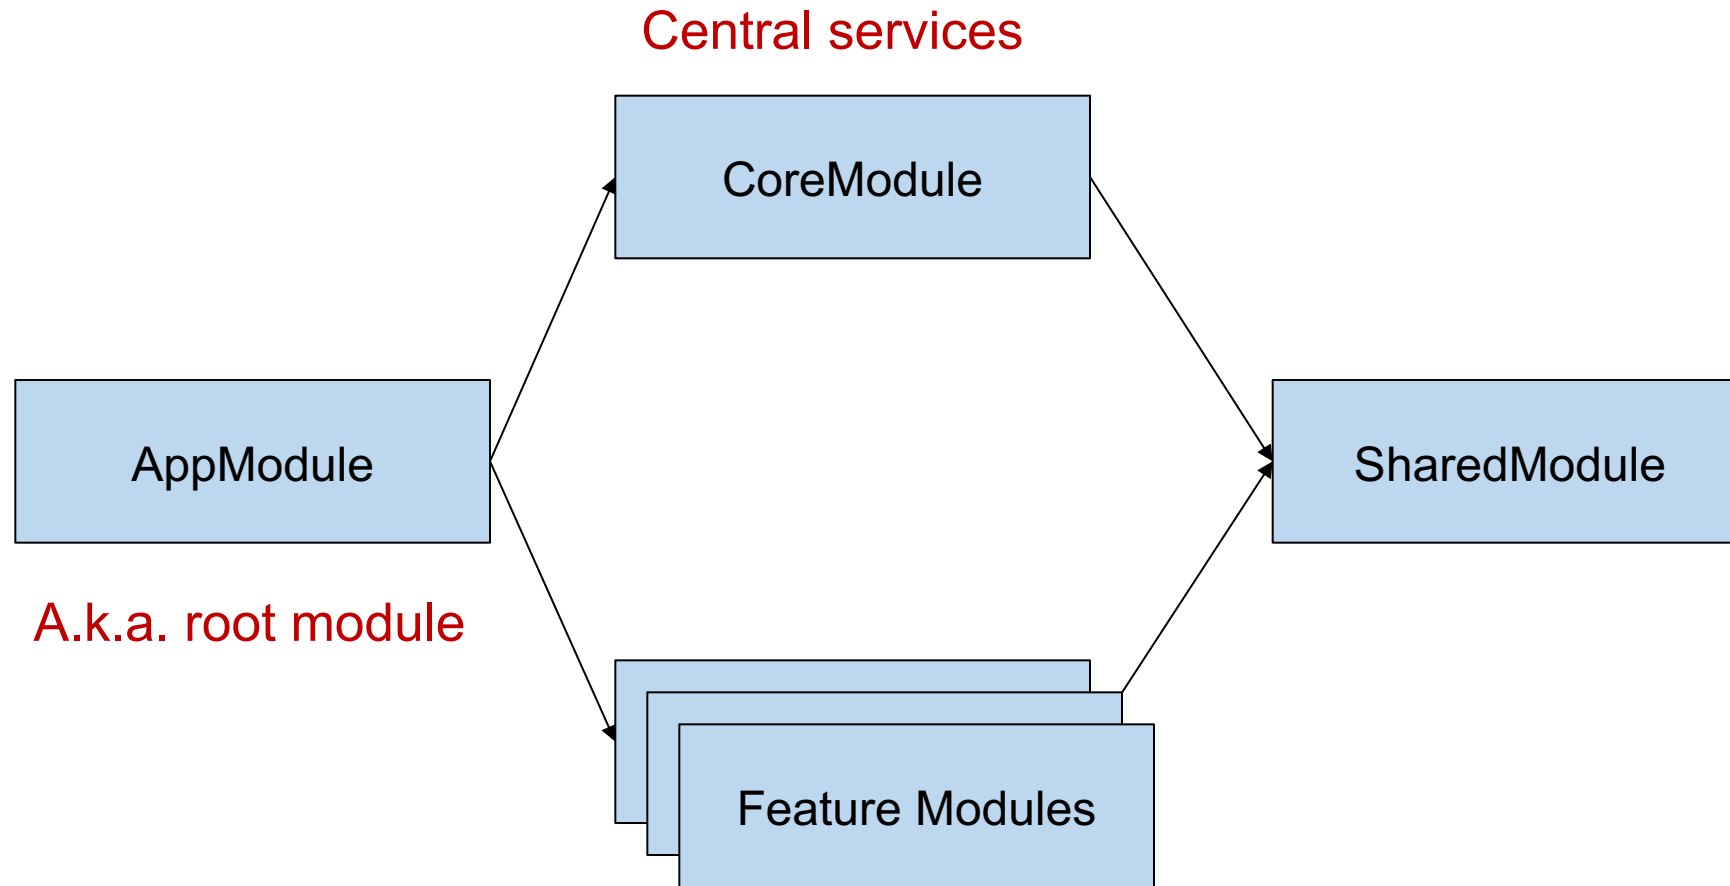 Central services
CoreModule
AppModule
SharedModule
A.k.a. root module
Feature Modules